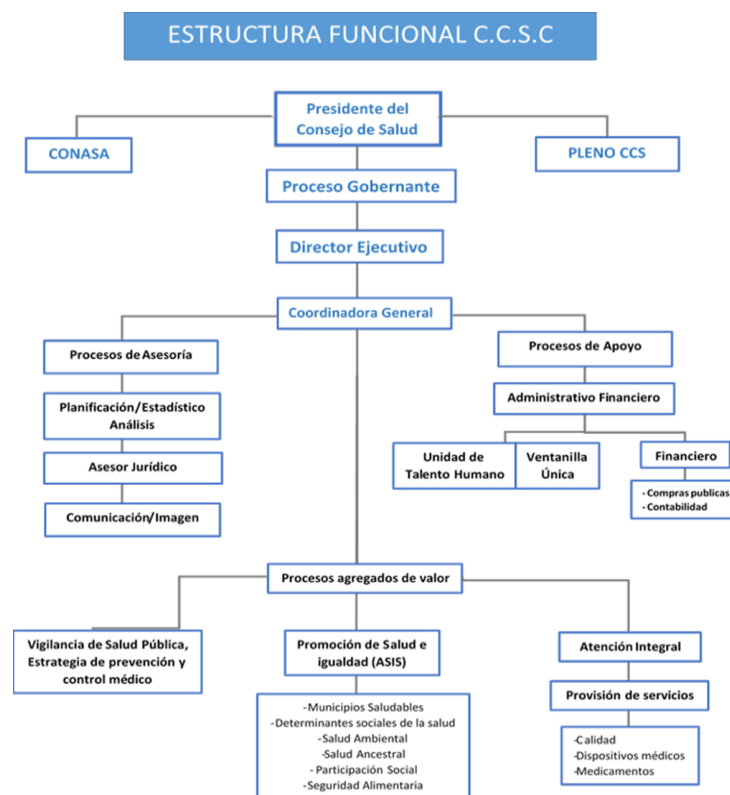 ESTRUCTURA FUNCIONAL C.C.S.C
Presidente del
Consejo de Salud
CONASA
PLENO CCS
Proceso Gobernante
Director Ejecutivo
Coordinadora General
Procesos de Asesoría
Planificación/Estadístico
Análisis
Asesor Jurídico
Comunicación/Imagen
Procesos de Apoyo
Administrativo Financiero
Unidad de
Talento Humano
Ventanilla
Única
Financiero
- Compras publicas
- Contabilidad
Procesos agregados de valor
Vigilancia de Salud Pública,
Estrategia de prevención y
control médico
Promoción de Salud e
igualdad (ASIS)
-Municipios Saludables
-Determinantes sociales de la salud
-Salud Ambiental
-Salud Ancestral
-Participación Social
-Seguridad Alimentaria
Atención Integral
Provisión de servicios
-Calidad
-Dispositivos médicos
-Medicamentos